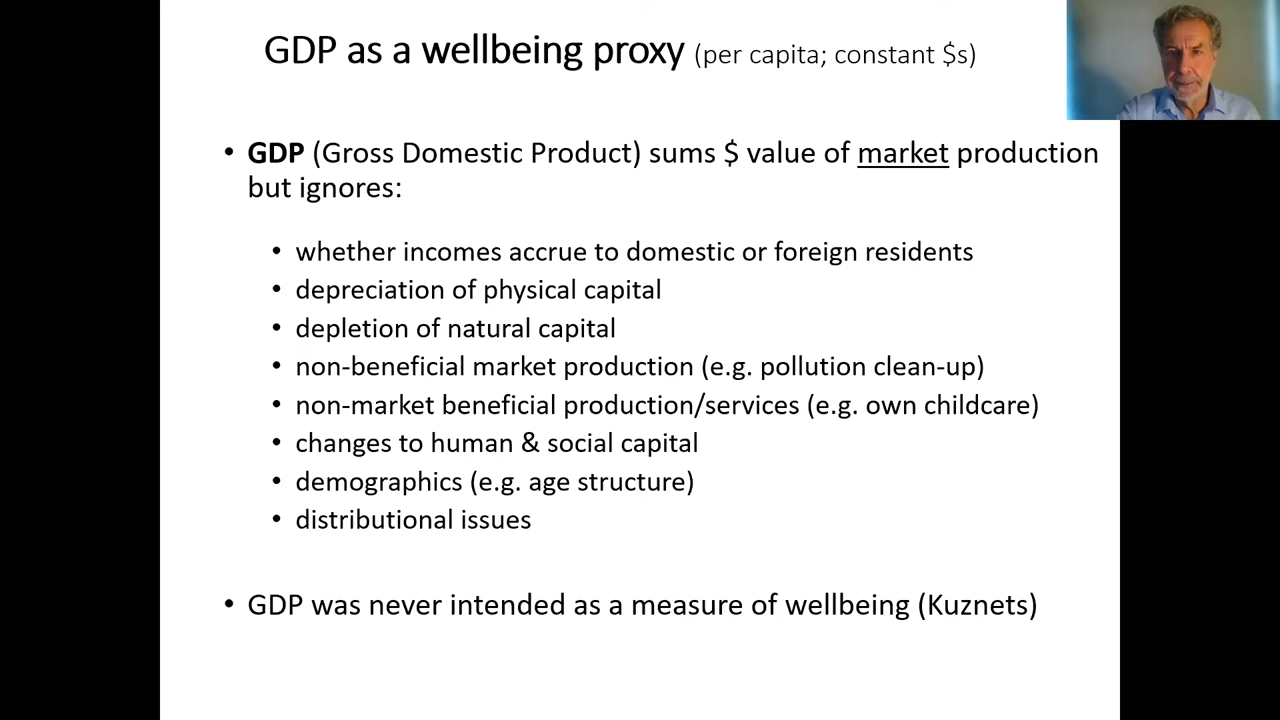 GDP as a wellbeing proxy (per capita; constant $s)
• GDP (Gross Domestic Product) sums $ value of market production
but ignores:
• whether incomes accrue to domestic or foreign residents
• depreciation of physical capital
• depletion of natural capital
• non-beneficial market production (e.g. pollution clean-up)
• non-market beneficial production/services (e.g. own childcare)
• changes to human & social capital
• demographics (e.g. age structure)
• distributional issues
• GDP was never intended as a measure of wellbeing (Kuznets)